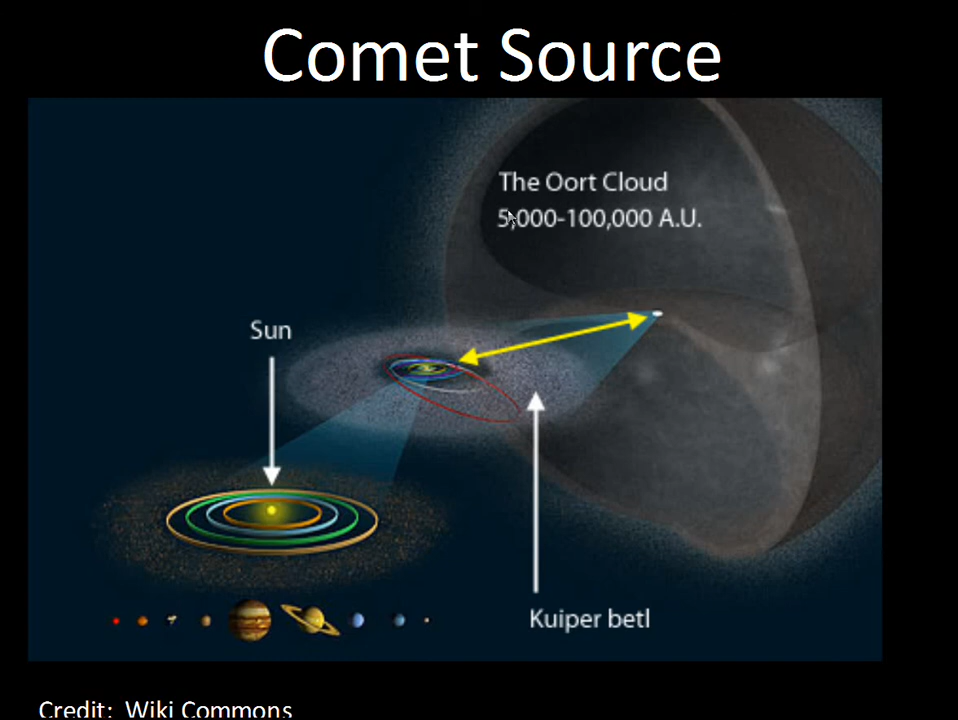 Comet Source
The Oort Cloud
5,000-100,000 A.U.
Sun
Kuiper betl
Credit: Wiki Commons